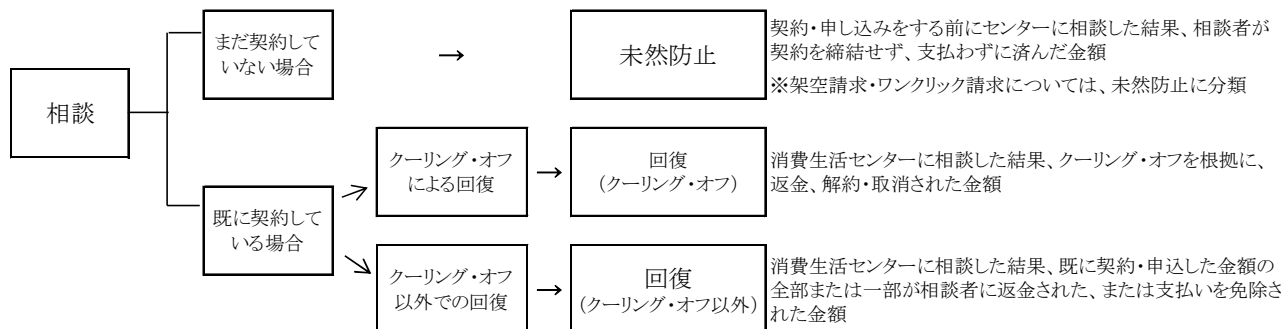 相談
まだ契約して
いない場合
→
未然防止
契約・申し込みをする前にセンターに相談した結果、相談者が
契約を締結せず、支払わずに済んだ金額
※架空請求・ワンクリック請求については、未然防止に分類
既に契約して
いる場合
クーリング・オフ
による回復
→
回復
（クーリング・オフ）
消費生活センターに相談した結果、クーリング・オフを根拠に、
返金、解約・取消された金額
クーリング・オフ
以外での回復
→
回復
（クーリング・オフ以外）
消費生活センターに相談した結果、既に契約・申込した金額の
全部または一部が相談者に返金された、または支払いを免除さ
れた金額